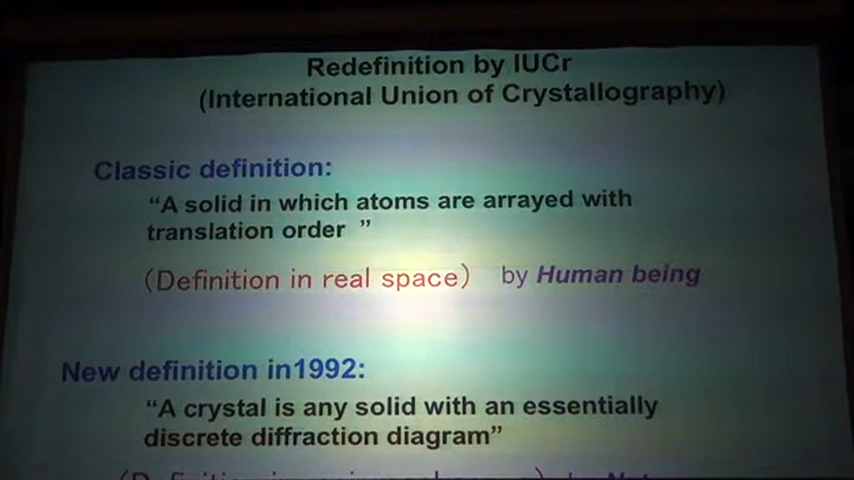 Redefinition by IUCr
(International Union of Crystallography)
Classic definition:
“A solid in which atoms are arrayed with
translation order ”
（Definition in real space） by Human being
New definition in1992:
“A crystal is any solid with an essentially
discrete diffraction diagram”